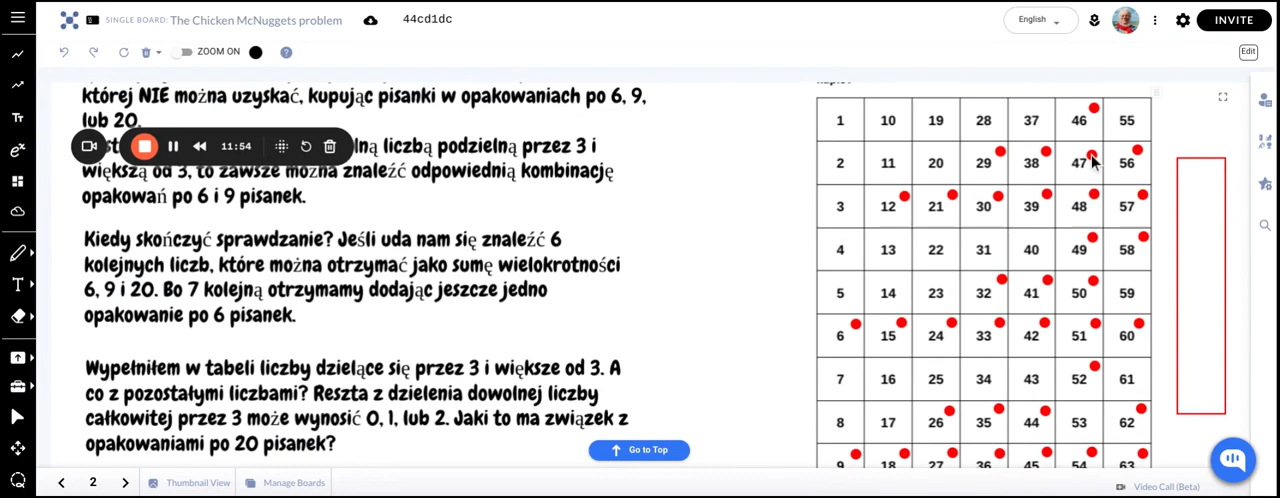 SINGLE BOARD: The Chicken McNuggets problem
44cd1dc
English
INVITE
ZOOM ON
Edit
której NIE można uzyskać, kupując pisanki w opakowaniach po 6, 9,
lub 20.
11:54
lną liczbą podzielną przez 3 i
większą od 3, to zawsze można znaleźć odpowiednią kombinację
opakowań po 6 i 9 pisanek.
Kiedy skończyć sprawdzanie? Jeśli uda nam się znaleźć 6
kolejnych liczb, które można otrzymać jako sumę wielokrotności
6, 9 i 20. Bo 7 kolejną otrzymamy dodając jeszcze jedno
opakowanie po 6 pisanek.
Wypełniłem w tabeli liczby dzielące się przez 3 i większe od 3. A
co z pozostałymi liczbami? Reszta z dzielenia dowolnej liczby
całkowitej przez 3 może wynosić 0, 1, lub 2. Jaki to ma związek z
opakowaniami po 20 pisanek?
1 10 19 28 37 46 55
2 11 20 29 38 47 56
3 12 21 30 39 48 57
4 13 22 31 40 49 58
5 14 23 32 41 50 59
6 15 24 33 42 51 60
7 16 25 34 43 52 61
8 17 26 35 44 53 62
9 18 27 36 45 54 63
Go to Top
2
Thumbnail View
Manage Boards
Video Call (Beta)